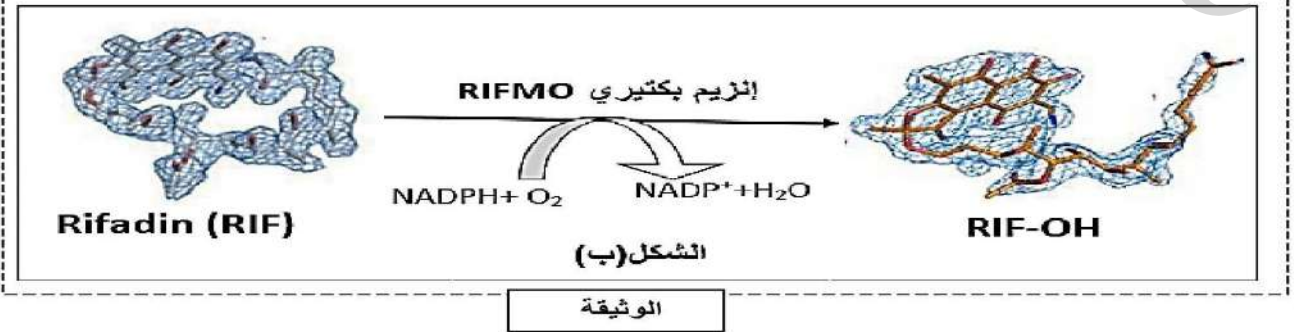 إنزيم بكتيري RIFMO
NADPH+ O₂
NADP⁺+H₂O
Rifadin (RIF)
RIF-OH
الشكل(ب)
الوثيقة